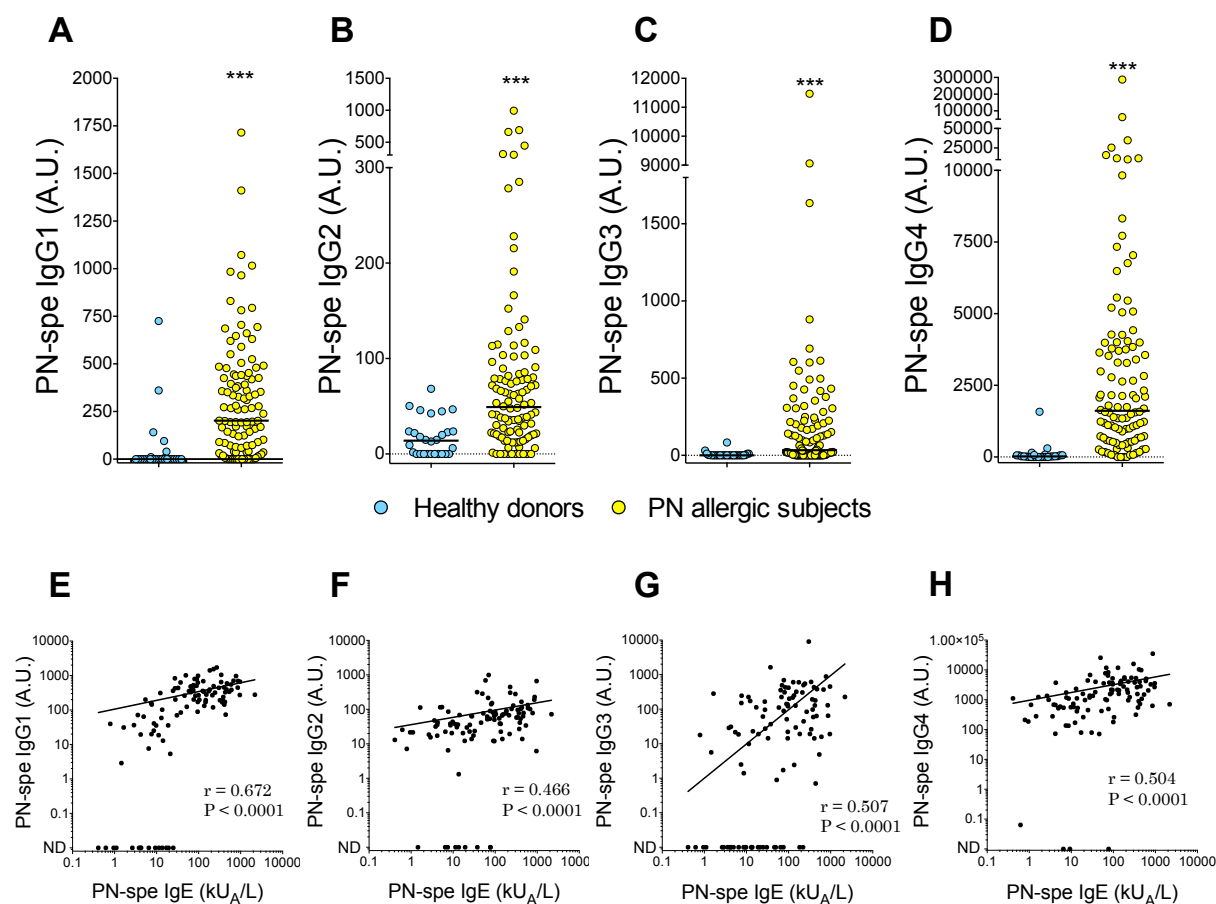 A
B
C
D
***
***
***
***
PN-spe IgG1 (A.U.)
2000
1750
1500
1250
1000
750
500
250
0
PN-spe IgG2 (A.U.)
1500
1000
500
300
200
100
0
PN-spe IgG3 (A.U.)
12000
11000
10000
9000
1500
1000
500
0
PN-spe IgG4 (A.U.)
300000
200000
100000
50000
25000
10000
7500
5000
2500
0
Healthy donors PN allergic subjects
E
F
G
H
PN-spe IgG1 (A.U.)
10000
1000
100
10
1
0.1
ND
r = 0.672
P < 0.0001
0.1 1 10 100 1000 10000
PN-spe IgE (kUA/L)
PN-spe IgG2 (A.U.)
10000
1000
100
10
1
0.1
ND
r = 0.466
P < 0.0001
0.1 1 10 100 1000 10000
PN-spe IgE (kUA/L)
PN-spe IgG3 (A.U.)
10000
1000
100
10
1
0.1
ND
r = 0.507
P < 0.0001
0.1 1 10 100 1000 10000
PN-spe IgE (kUA/L)
PN-spe IgG4 (A.U.)
1.00×10⁵
10000
1000
100
10
1
0.1
ND
r = 0.504
P < 0.0001
0.1 1 10 100 1000 10000
PN-spe IgE (kUA/L)